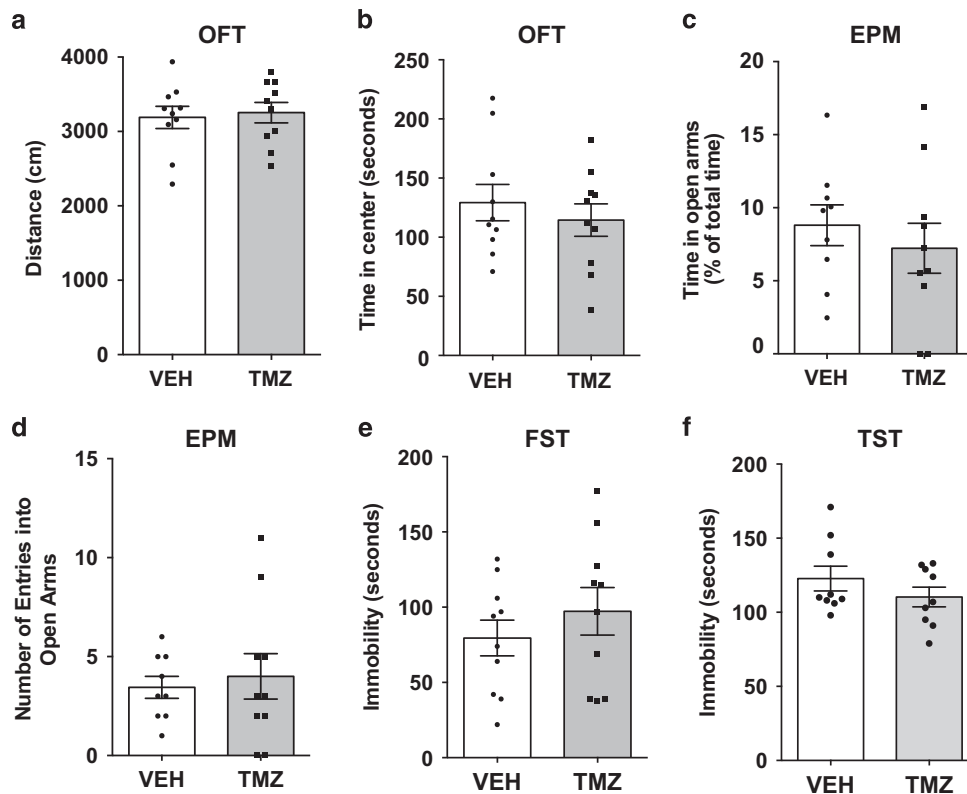 a
OFT
Distance (cm)
4000
3000
2000
1000
0
VEH TMZ
b
OFT
Time in center (seconds)
250
200
150
100
50
0
VEH TMZ
c
EPM
Time in open arms
(% of total time)
20
15
10
5
0
VEH TMZ
d
EPM
Number of Entries into
Open Arms
15
10
5
0
VEH TMZ
e
FST
Immobility (seconds)
200
150
100
50
0
VEH TMZ
f
TST
Immobility (seconds)
200
150
100
50
0
VEH TMZ